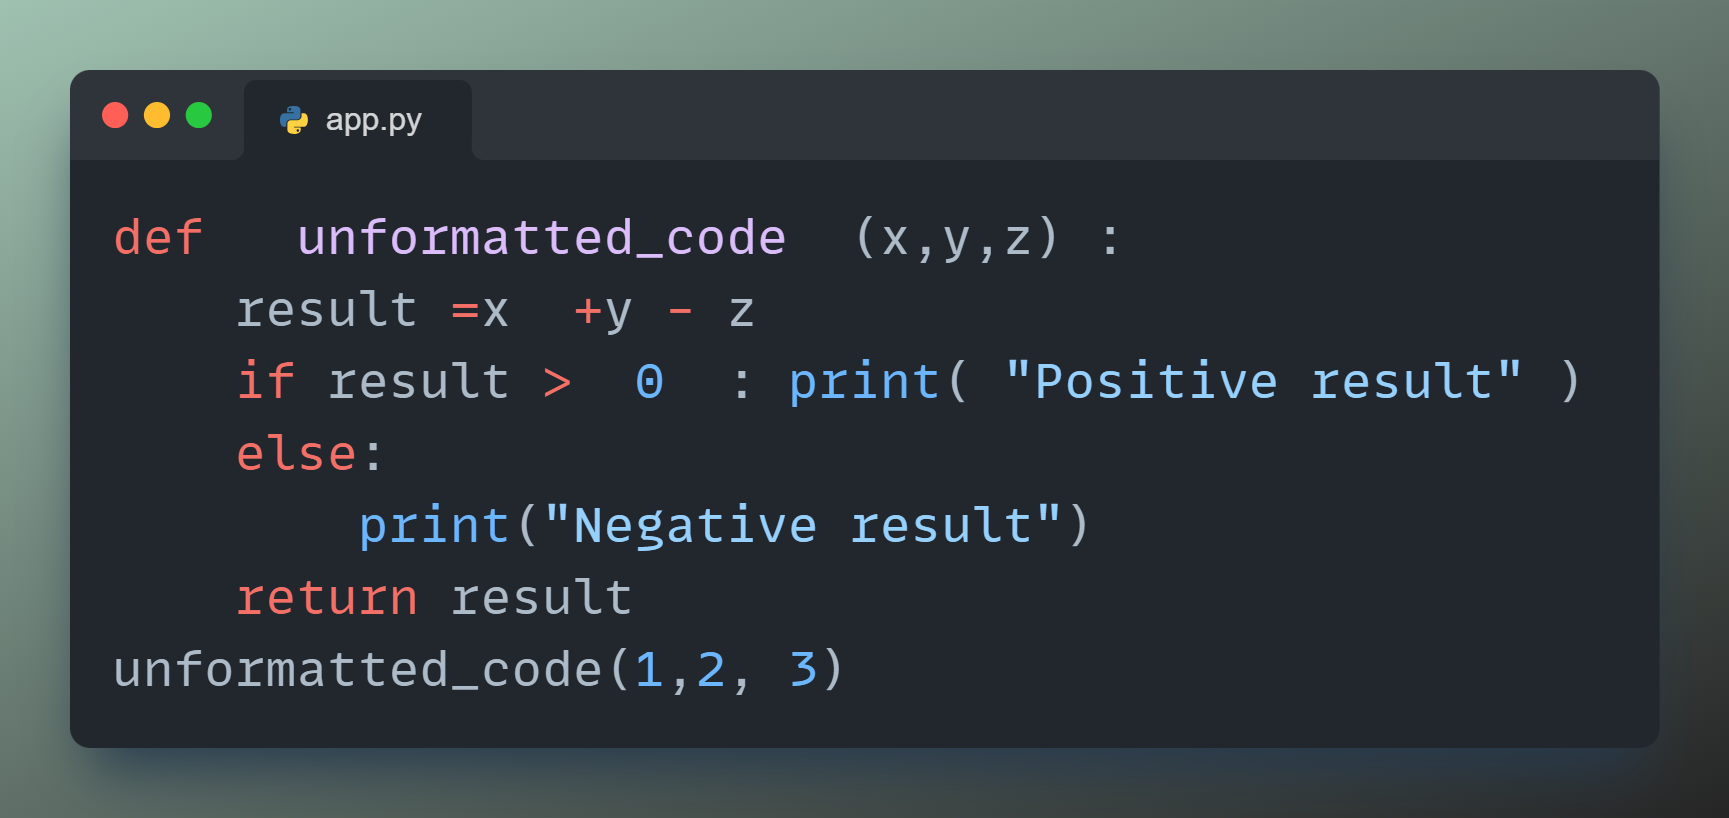 app.py
def   unformatted_code  (x,y,z) :
    result =x  +y - z
    if result >  0  : print( "Positive result" )
    else:
        print("Negative result")
    return result
unformatted_code(1,2, 3)